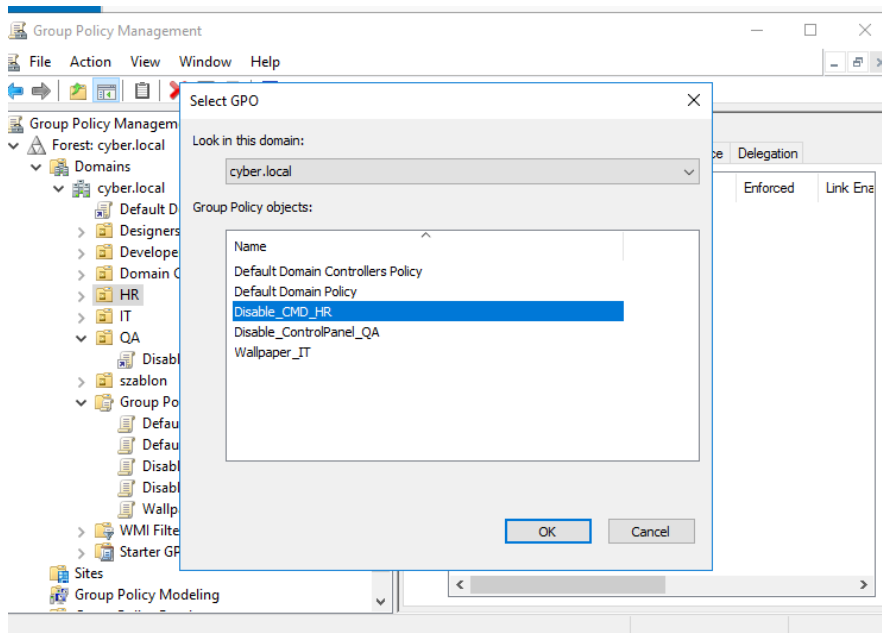 Group Policy Management
File Action View Window Help
Select GPO
Look in this domain:
cyber.local
Group Policy objects:
Name
Default Domain Controllers Policy
Default Domain Policy
Disable_CMD_HR
Disable_ControlPanel_QA
Wallpaper_IT
OK Cancel
Group Policy Managem
Forest: cyber.local
Domains
cyber.local
Default D
Designers
Develope
Domain C
HR
IT
QA
Disabl
szablon
Group Po
Defau
Defau
Disabl
Disabl
Wallp
WMI Filte
Starter GP
Sites
Group Policy Modeling
ce Delegation
Enforced Link Ena